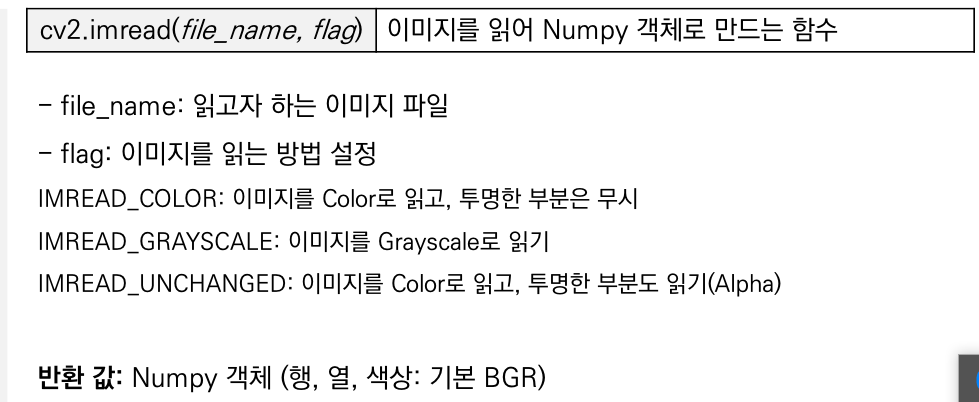 cv2.imread(file_name, flag) 이미지를 읽어 Numpy 객체로 만드는 함수
- file_name: 읽고자 하는 이미지 파일
- flag: 이미지를 읽는 방법 설정
IMREAD_COLOR: 이미지를 Color로 읽고, 투명한 부분은 무시
IMREAD_GRAYSCALE: 이미지를 Grayscale로 읽기
IMREAD_UNCHANGED: 이미지를 Color로 읽고, 투명한 부분도 읽기(Alpha)
반환 값: Numpy 객체 (행, 열, 색상: 기본 BGR)